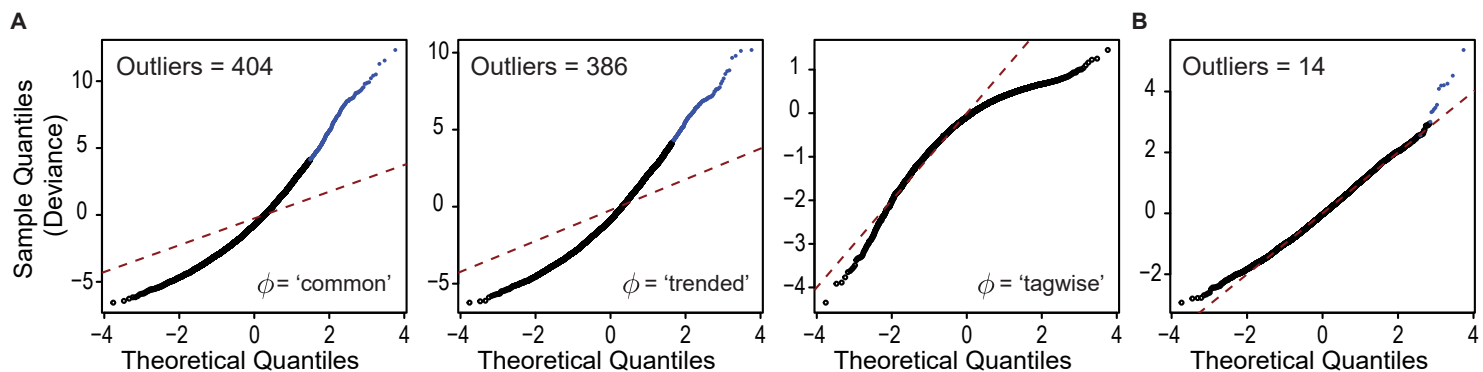 A
B
Sample Quantiles
(Deviance)
Outliers = 404
10
5
0
−5
ϕ = ‘common’
−4
−2
0
2
4
Theoretical Quantiles
Outliers = 386
10
5
0
−5
ϕ = ‘trended’
−4
−2
0
2
4
Theoretical Quantiles
1
0
−1
−2
−3
−4
ϕ = ‘tagwise’
−4
−2
0
2
4
Theoretical Quantiles
Outliers = 14
4
2
0
−2
−4
−2
0
2
4
Theoretical Quantiles